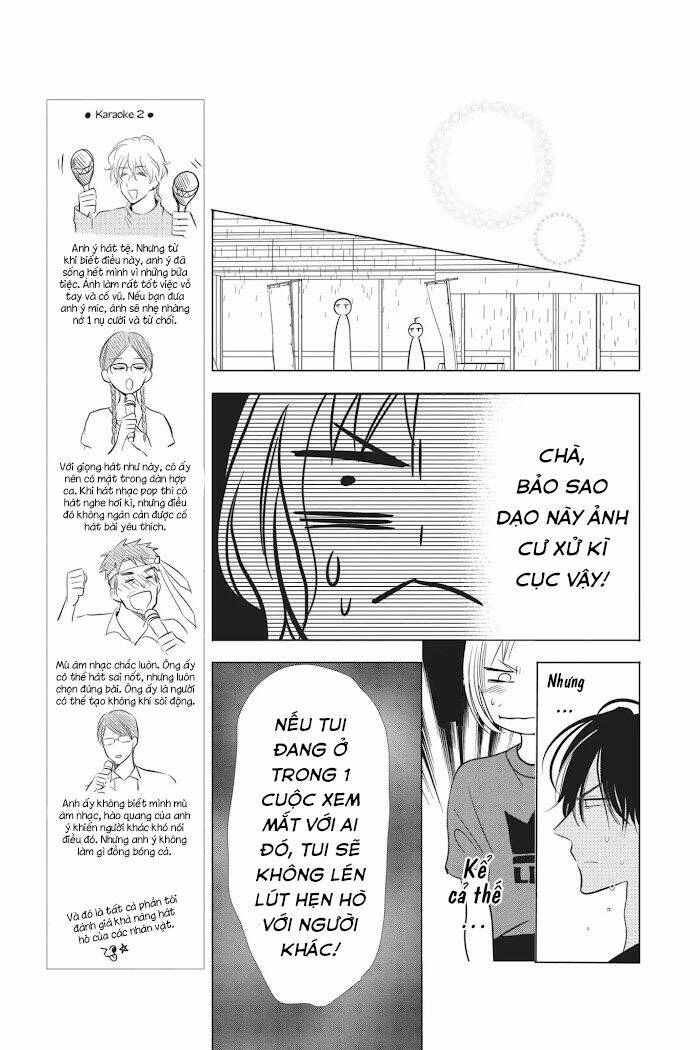 • Karaoke 2 •
Anh ý hát tệ. Nhưng từ
khi biết điều này, anh ý đã
sống hết mình vì những bữa
tiệc. Ảnh làm rất tốt việc vỗ
tay và cổ vũ. Nếu bạn đưa
anh ý mic, ảnh sẽ nhẹ nhàng
nở 1 nụ cười và từ chối.
Với giọng hát như này, cô ấy
nên có mặt trong dàn hợp
ca. Khi hát nhạc pop thì cô
hát nghe hơi kì, nhưng điều
đó không ngăn cản được cổ
hát bài yêu thích.
Mù âm nhạc chắc luôn. Ông ấy
có thể hát sai nốt, nhưng luôn
chọn đúng bài. Ông ấy là người
có thể tạo không khí sôi động.
Anh ấy không biết mình mù
âm nhạc, hào quang của anh
ý khiến người khác khó nói
điều đó. Nhưng anh ý không
làm gì đồng bóng cả.
Và đó là tất cả phần tôi
đánh giá khả năng hát
hò của các nhân vật.
CHÀ,
BẢO SAO
DẠO NÀY ẢNH
CƯ XỬ KÌ
CỤC VẬY!
Nhưng
...
Kể
cả thế
...
NẾU TUI
ĐANG Ở
TRONG 1
CUỘC XEM
MẮT VỚI AI
ĐÓ, TUI SẼ
KHÔNG LÉN
LÚT HẸN HÒ
VỚI NGƯỜI
KHÁC!